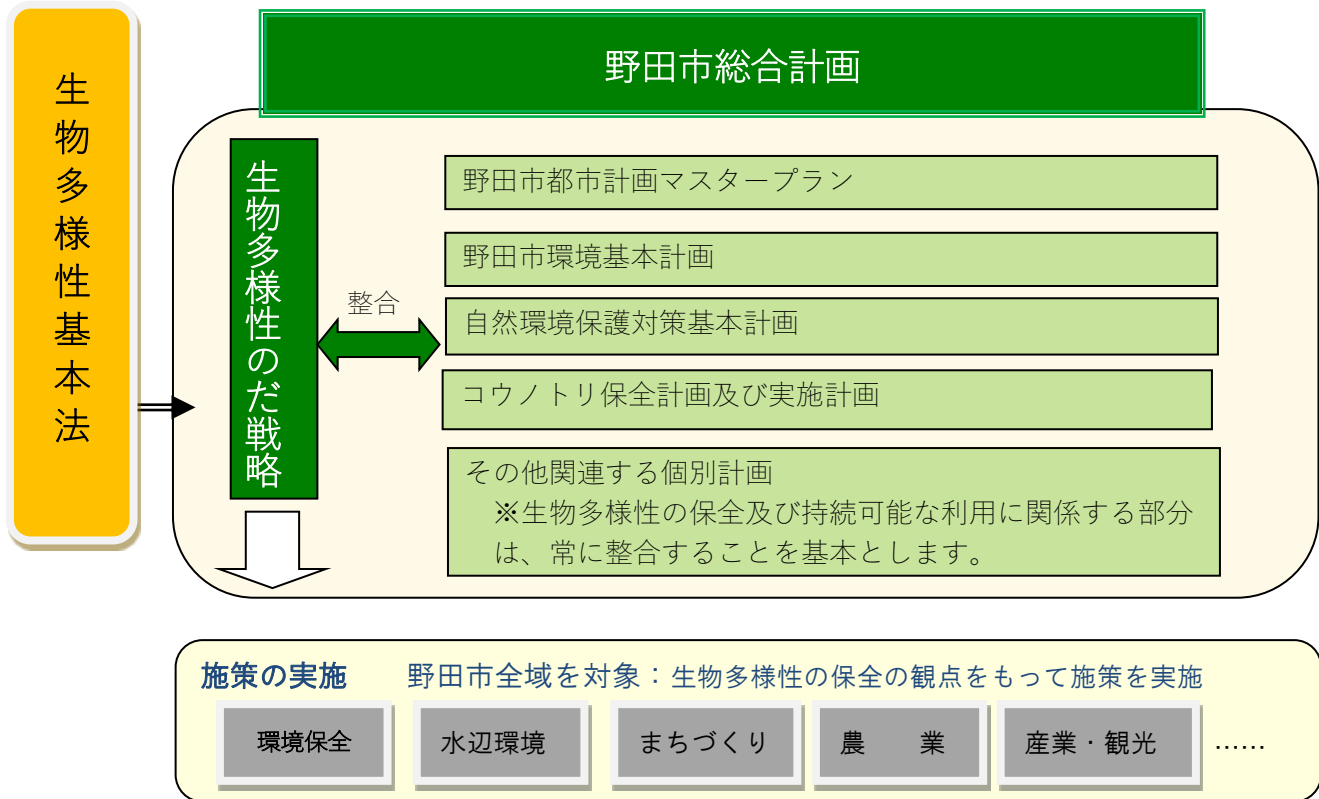 生物多様性基本法
野田市総合計画
生物多様性のだ戦略
整合
野田市都市計画マスタープラン
野田市環境基本計画
自然環境保護対策基本計画
コウノトリ保全計画及び実施計画
その他関連する個別計画
※生物多様性の保全及び持続可能な利用に関係する部分
は、常に整合することを基本とします。
施策の実施　野田市全域を対象：生物多様性の保全の観点をもって施策を実施
環境保全
水辺環境
まちづくり
農　業
産業・観光
……